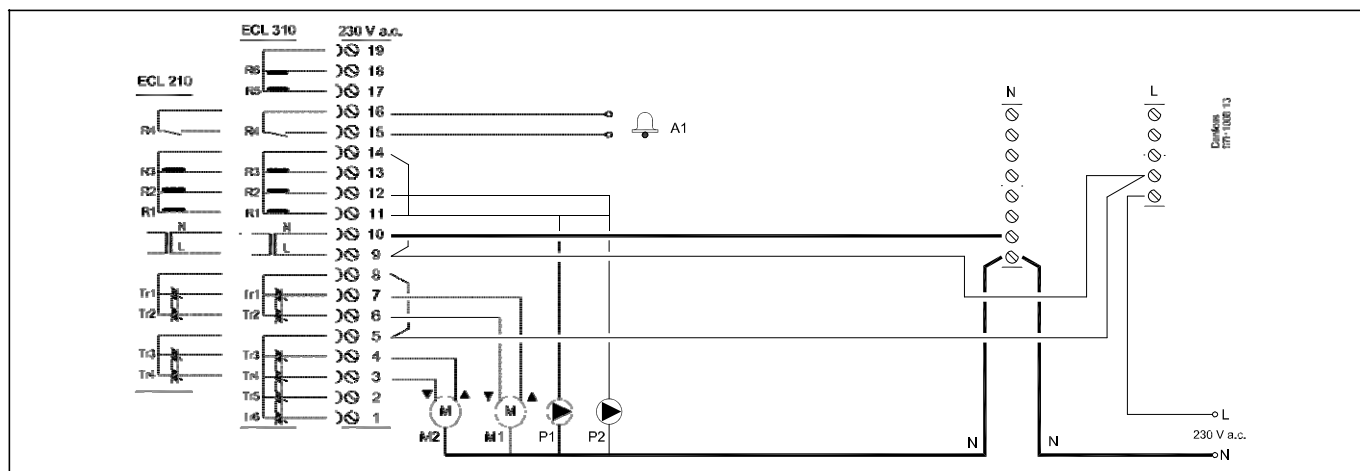 ECL 310 230 V a.c.
19
R6 18
ECL 210 R5 17
N L
16
R4 R4 15 A1
14
R3 R3 13
R2 R2 12
R1 R1 11
N N 10
L L 9
8
Tr1 Tr1 7
Tr2 Tr2 6
5
Tr3 Tr3 4
Tr4 Tr4 3
Tr5 2
Tr6 1
M M
M2 M1 P1 P2
N N
L
230 V a.c.
N
Danfoss